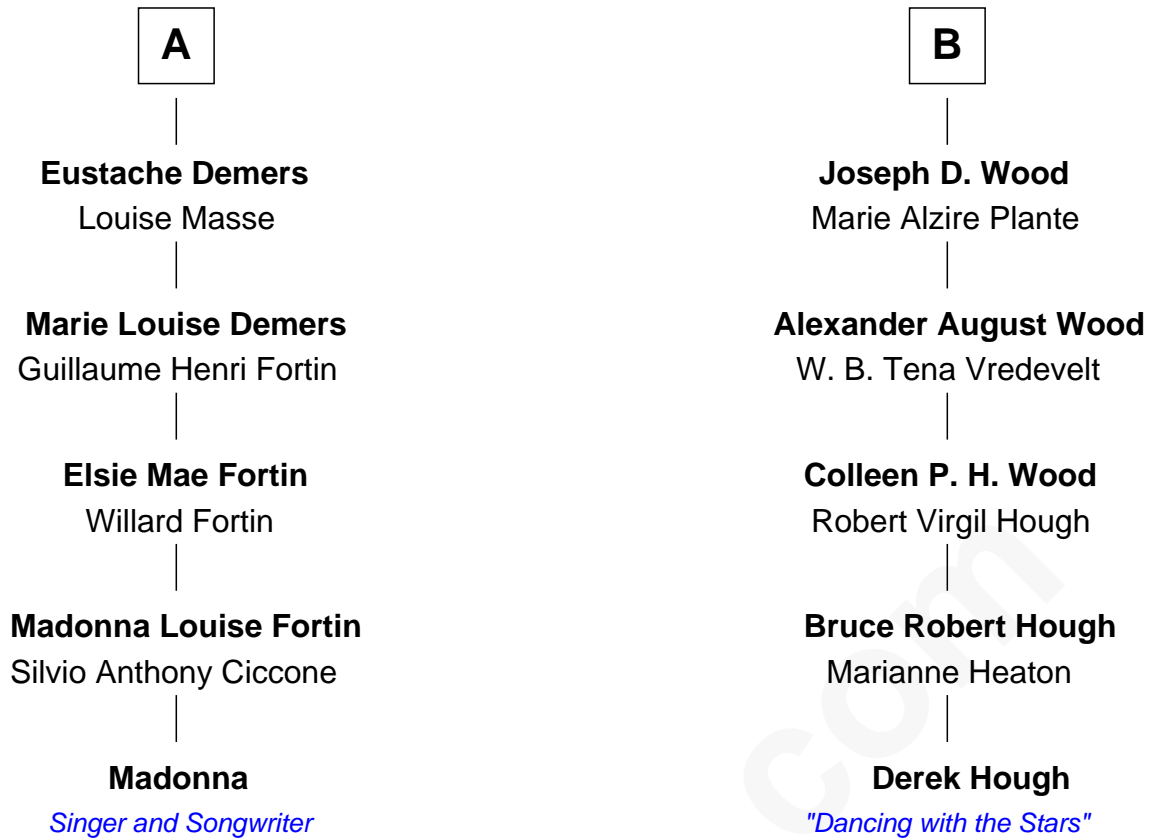 A
Eustache Demers
Louise Masse
Marie Louise Demers
Guillaume Henri Fortin
Elsie Mae Fortin
Willard Fortin
Madonna Louise Fortin
Silvio Anthony Ciccone
Madonna
Singer and Songwriter
B
Joseph D. Wood
Marie Alzire Plante
Alexander August Wood
W. B. Tena Vredevelt
Colleen P. H. Wood
Robert Virgil Hough
Bruce Robert Hough
Marianne Heaton
Derek Hough
"Dancing with the Stars"
com